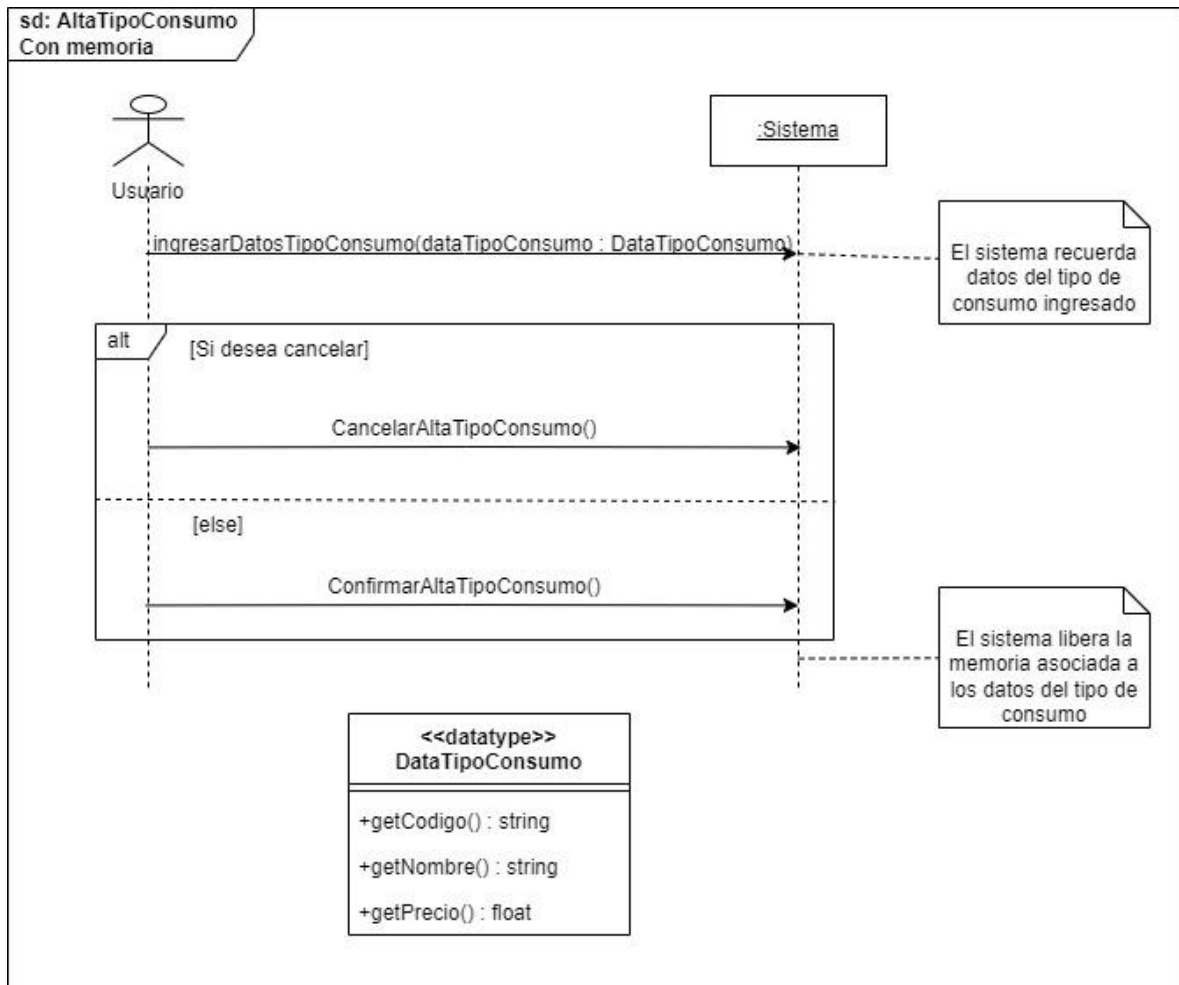 sd: AltaTipoConsumo
Con memoria
:Sistema
Usuario
ingresarDatosTipoConsumo(dataTipoConsumo : DataTipoConsumo)
El sistema recuerda
datos del tipo de
consumo ingresado
alt
[Si desea cancelar]
CancelarAltaTipoConsumo()
[else]
ConfirmarAltaTipoConsumo()
El sistema libera la
memoria asociada a
los datos del tipo de
consumo
<<datatype>>
DataTipoConsumo
+getCodigo() : string
+getNombre() : string
+getPrecio() : float